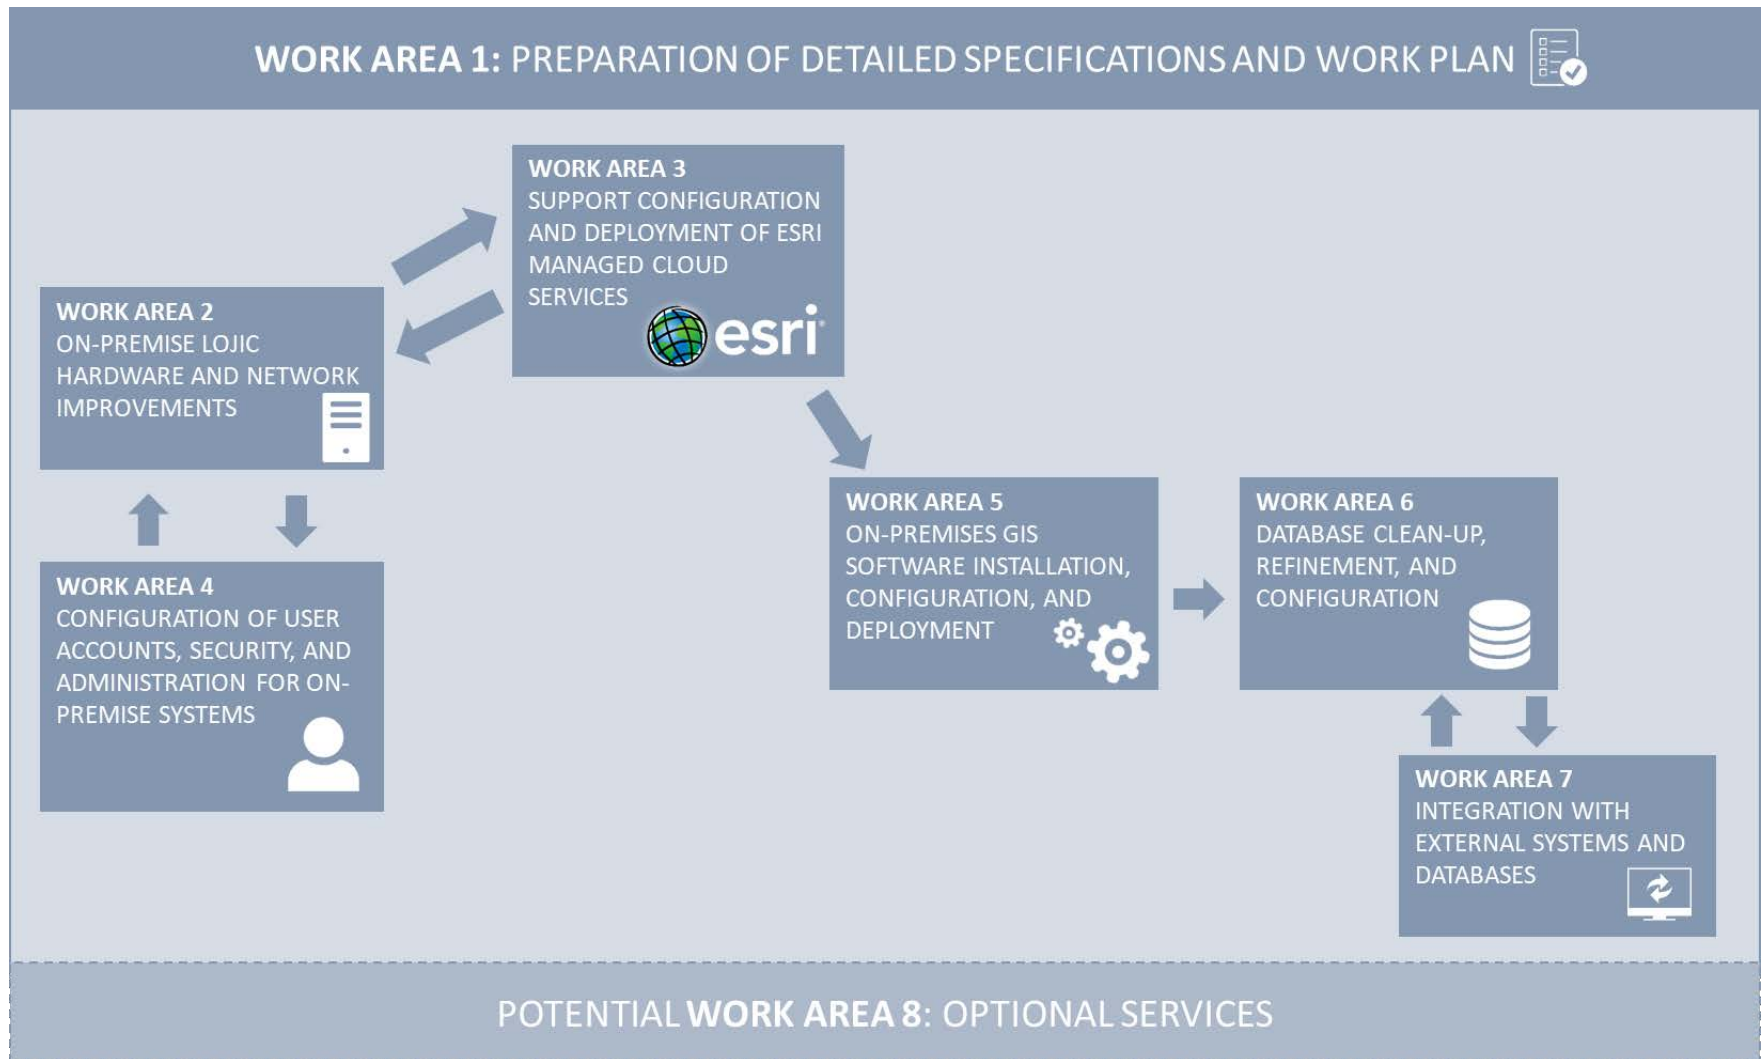 WORK AREA 1: PREPARATION OF DETAILED SPECIFICATIONS AND WORK PLAN
WORK AREA 3
SUPPORT CONFIGURATION
AND DEPLOYMENT OF ESRI
MANAGED CLOUD
SERVICES
esri
WORK AREA 2
ON-PREMISE LOJIC
HARDWARE AND NETWORK
IMPROVEMENTS
WORK AREA 4
CONFIGURATION OF USER
ACCOUNTS, SECURITY, AND
ADMINISTRATION FOR ON-
PREMISE SYSTEMS
WORK AREA 5
ON-PREMISES GIS
SOFTWARE INSTALLATION,
CONFIGURATION, AND
DEPLOYMENT
WORK AREA 6
DATABASE CLEAN-UP,
REFINEMENT, AND
CONFIGURATION
WORK AREA 7
INTEGRATION WITH
EXTERNAL SYSTEMS AND
DATABASES
POTENTIAL WORK AREA 8: OPTIONAL SERVICES